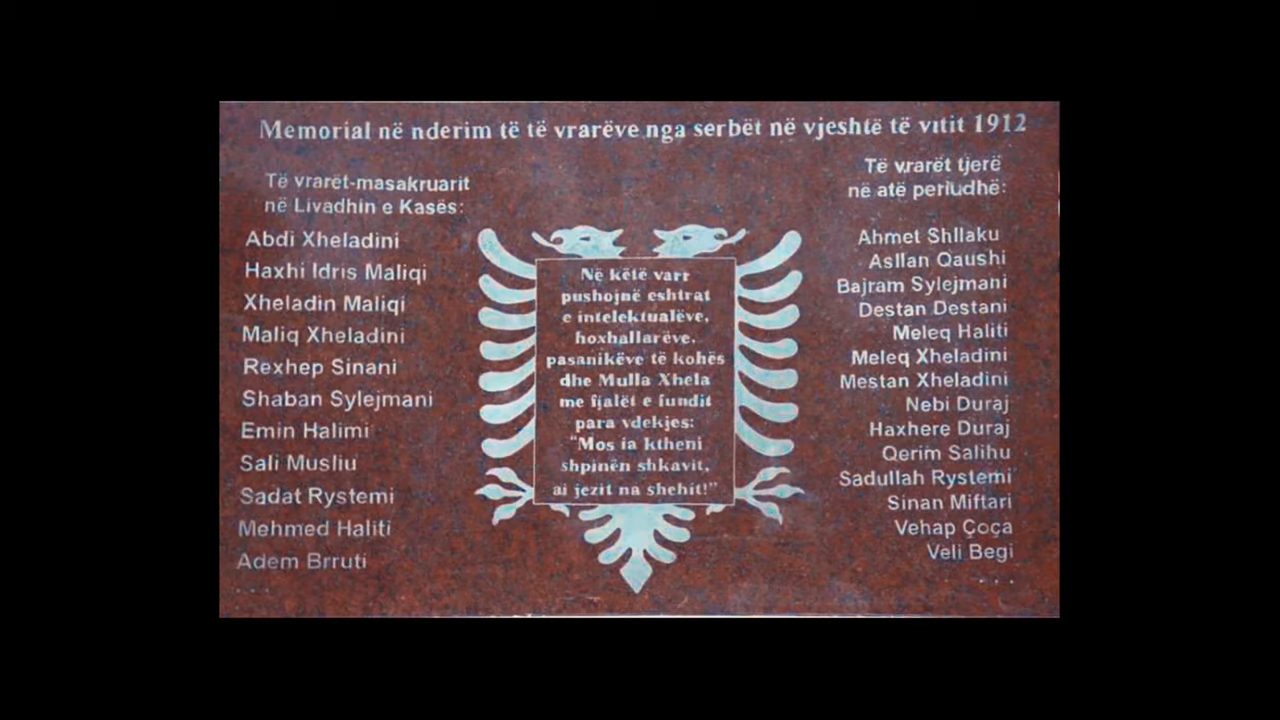 Memorial në nderim të të vrarëve nga serbët në vjeshtë të vitit 1912
Të vrarët-masakruarit
në Livadhin e Kasës:
Abdi Xheladini
Haxhi Idris Maliqi
Xheladin Maliqi
Maliq Xheladini
Rexhep Sinani
Shaban Sylejmani
Emin Halimi
Sali Musliu
Sadat Rystemi
Mehmed Haliti
Adem Brruti
. . . .
Në këtë varr
pushojnë eshtrat
e intelektualëve,
hoxhallarëve,
pasanikëve të kohës
dhe Mulla Xhela
me fjalët e fundit
para vdekjes:
“Mos ia ktheni
shpinën shkavit,
ai jezit na shehit!”
Të vrarët tjerë
në atë periudhë:
Ahmet Shllaku
Asllan Qaushi
Bajram Sylejmani
Destan Destani
Meleq Haliti
Meleq Xheladini
Mestan Xheladini
Nebi Duraj
Haxhere Duraj
Qerim Salihu
Sadullah Rystemi
Sinan Miftari
Vehap Çoça
Veli Begi
. . .